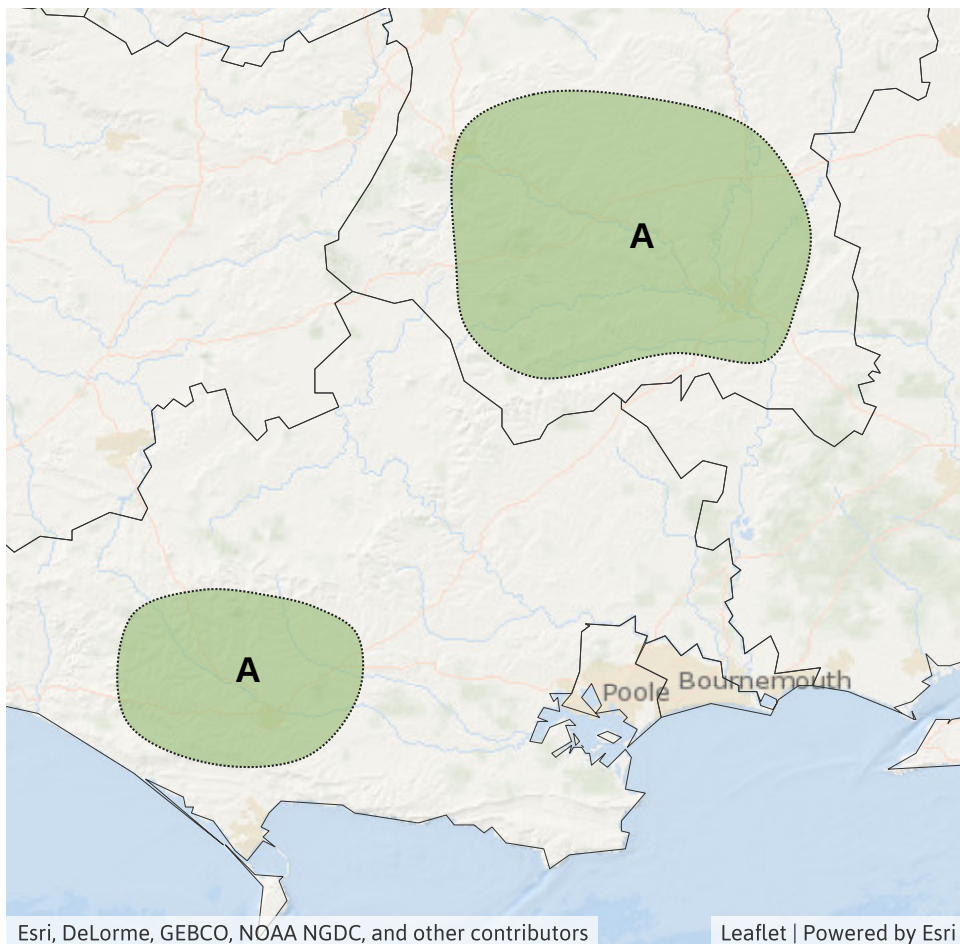 A
A
Poole Bournemouth
Esri, DeLorme, GEBCO, NOAA NGDC, and other contributors
Leaflet | Powered by Esri